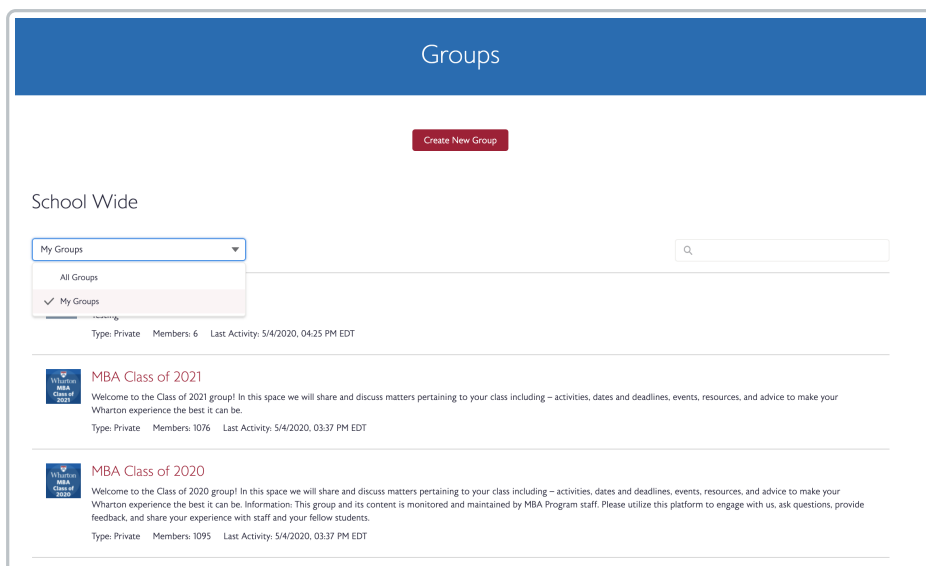 Groups
Create New Group
School Wide
My Groups
All Groups
My Groups
Testing
Type: Private Members: 6 Last Activity: 5/4/2020, 04:25 PM EDT
Wharton
MBA
Class of
2021
MBA Class of 2021
Welcome to the Class of 2021 group! In this space we will share and discuss matters pertaining to your class including – activities, dates and deadlines, events, resources, and advice to make your
Wharton experience the best it can be.
Type: Private Members: 1076 Last Activity: 5/4/2020, 03:37 PM EDT
Wharton
MBA
Class of
2020
MBA Class of 2020
Welcome to the Class of 2020 group! In this space we will share and discuss matters pertaining to your class including – activities, dates and deadlines, events, resources, and advice to make your
Wharton experience the best it can be. Information: This group and its content is monitored and maintained by MBA Program staff. Please utilize this platform to engage with us, ask questions, provide
feedback, and share your experience with staff and your fellow students.
Type: Private Members: 1095 Last Activity: 5/4/2020, 03:37 PM EDT